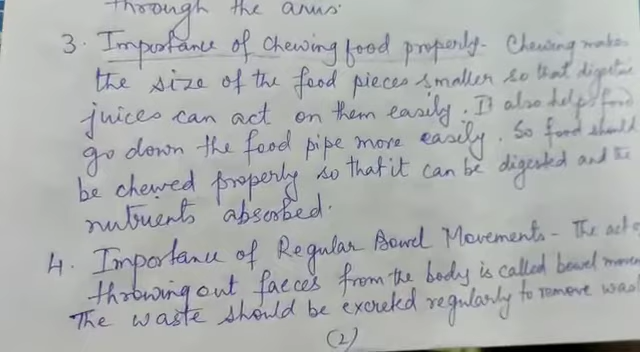 through the anus.
3. Importance of Chewing food properly- Chewing makes
the size of the food pieces smaller so that digestive
juices can act on them easily. It also helps food
go down the food pipe more easily. So food should
be chewed properly so that it can be digested and the
nutrients absorbed.
4. Importance of Regular Bowel Movements - The act of
throwing out faeces from the body is called bowel movem
The waste should be excreted regularly to remove was
(2)